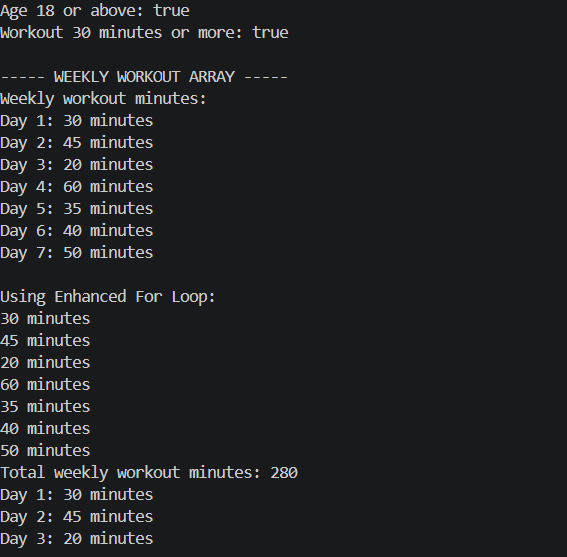 Age 18 or above: true
Workout 30 minutes or more: true
----- WEEKLY WORKOUT ARRAY -----
Weekly workout minutes:
Day 1: 30 minutes
Day 2: 45 minutes
Day 3: 20 minutes
Day 4: 60 minutes
Day 5: 35 minutes
Day 6: 40 minutes
Day 7: 50 minutes
Using Enhanced For Loop:
30 minutes
45 minutes
20 minutes
60 minutes
35 minutes
40 minutes
50 minutes
Total weekly workout minutes: 280
Day 1: 30 minutes
Day 2: 45 minutes
Day 3: 20 minutes